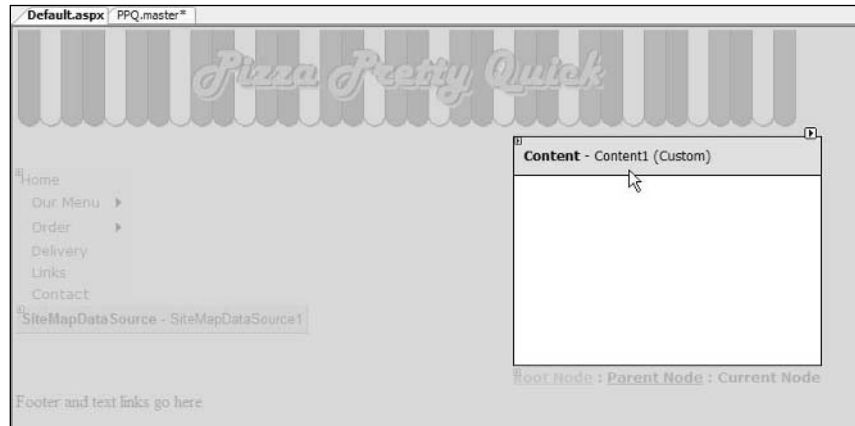 Default.aspx PPQ.master*
Pizza Pretty Quick
Content - Content1 (Custom)
Home
Our Menu
Order
Delivery
Links
Contact
SiteMapDataSource - SiteMapDataSource1
Root Node : Parent Node : Current Node
Footer and text links go here